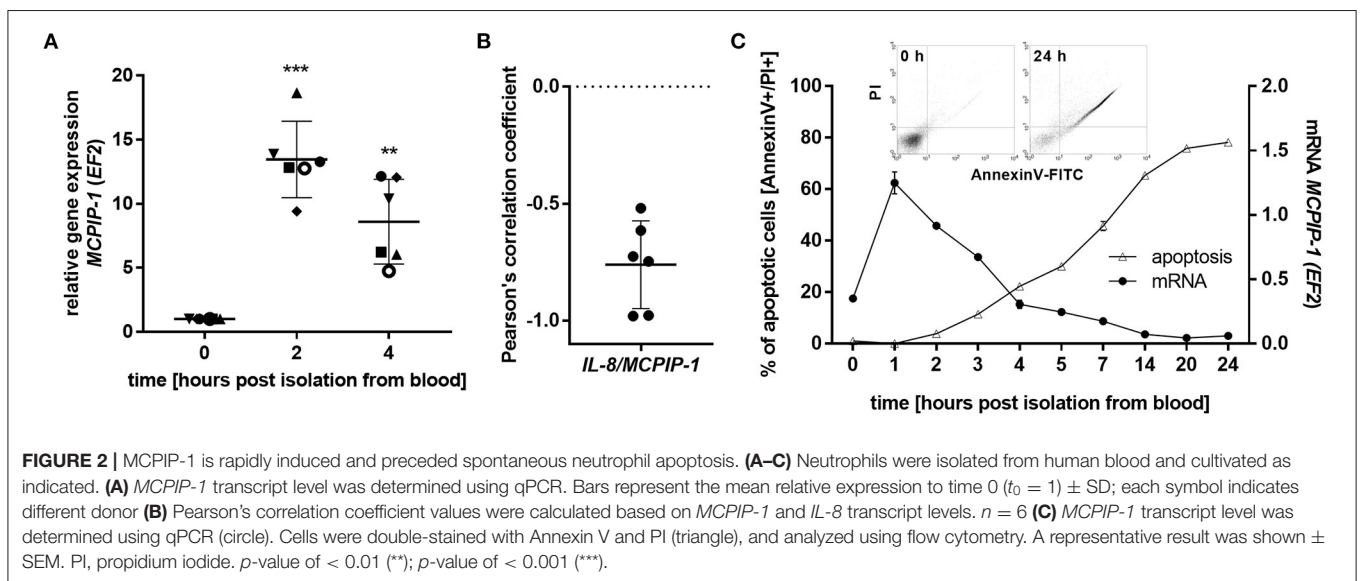 A
relative gene expression
MCPIP-1 (EF2)
20
15
10
5
0
***
**
0 2 4
time [hours post isolation from blood]
B
Pearson's correlation coefficient
0.0
-0.5
-1.0
IL-8/MCPIP-1
C
% of apoptotic cells [AnnexinV+/PI+]
100
80
60
40
20
0
0 h
24 h
PI
AnnexinV-FITC
apoptosis
mRNA
2.0
1.5
1.0
0.5
0.0
mRNA MCPIP-1 (EF2)
0 1 2 3 4 5 7 14 20 24
time [hours post isolation from blood]
FIGURE 2 | MCPIP-1 is rapidly induced and preceded spontaneous neutrophil apoptosis. (A–C) Neutrophils were isolated from human blood and cultivated as
indicated. (A) MCPIP-1 transcript level was determined using qPCR. Bars represent the mean relative expression to time 0 (t0 = 1) ± SD; each symbol indicates
different donor (B) Pearson's correlation coefficient values were calculated based on MCPIP-1 and IL-8 transcript levels. n = 6 (C) MCPIP-1 transcript level was
determined using qPCR (circle). Cells were double-stained with Annexin V and PI (triangle), and analyzed using flow cytometry. A representative result was shown ±
SEM. PI, propidium iodide. p-value of < 0.01 (**); p-value of < 0.001 (***).